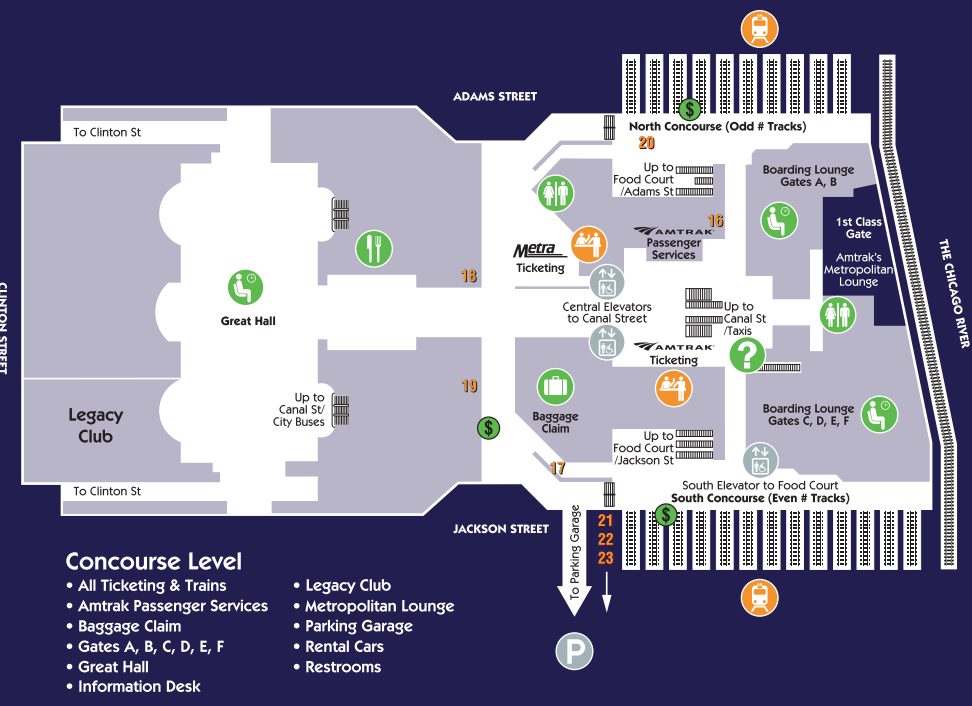 ADAMS STREET
To Clinton St
North Concourse (Odd # Tracks)
20
$
Up to
Food Court
/Adams St
Boarding Lounge
Gates A, B
16
AMTRAK
Passenger
Services
1st Class
Gate
Amtrak's
Metropolitan
Lounge
Metra
Ticketing
18
THE CHICAGO RIVER
CLINTON STREET
Great Hall
Central Elevators
to Canal Street
Up to
Canal St
/Taxis
AMTRAK
Ticketing
?
19
Legacy
Club
Up to
Canal St/
City Buses
$
Baggage
Claim
Boarding Lounge
Gates C, D, E, F
Up to
Food Court
/Jackson St
17
To Clinton St
South Elevator to Food Court
South Concourse (Even # Tracks)
JACKSON STREET
$
21
22
23
To Parking Garage
P
Concourse Level
• All Ticketing & Trains
• Amtrak Passenger Services
• Baggage Claim
• Gates A, B, C, D, E, F
• Great Hall
• Information Desk
• Legacy Club
• Metropolitan Lounge
• Parking Garage
• Rental Cars
• Restrooms